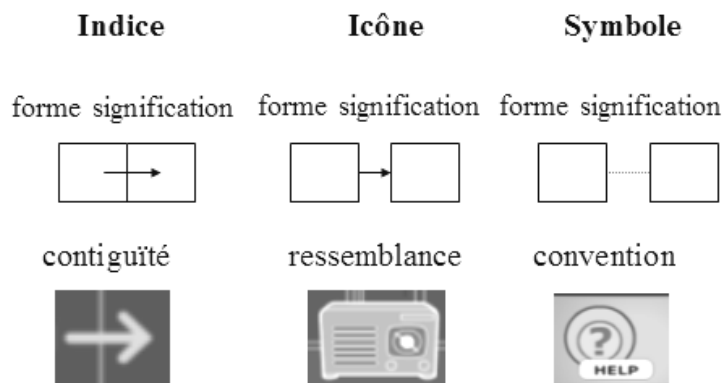 Indice Icône Symbole
forme signification forme signification forme signification
contiguïté ressemblance convention
?
HELP